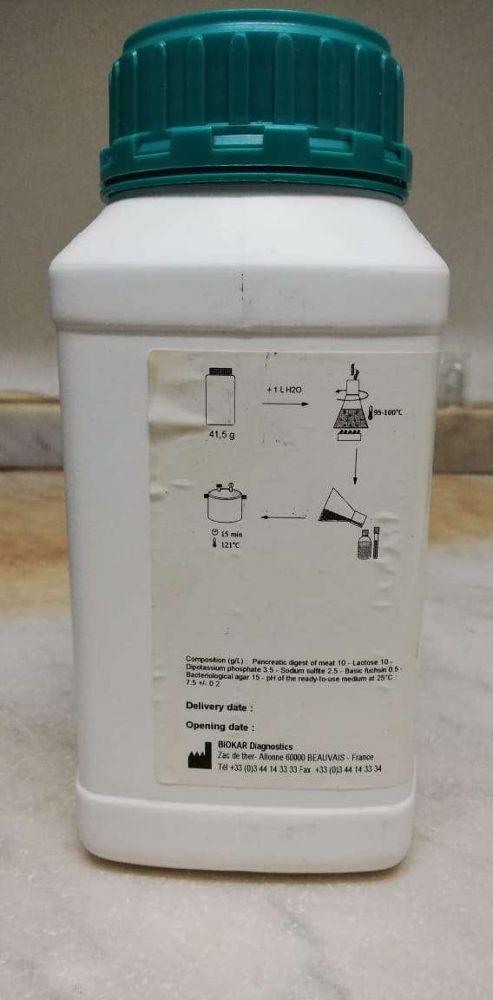 + 1 L H2O
95-100°C
41,5 g
15 min
121°C
Composition (g/L) : Pancreatic digest of meat 10 - Lactose 10 -
Dipotassium phosphate 3.5 - Sodium sulfite 2.5 - Basic fuchsin 0.5 -
Bacteriological agar 15 - pH of the ready-to-use medium at 25°C :
7.5 +/- 0.2
Delivery date :
Opening date :
BIOKAR Diagnostics
Zac de ther- Allonne 60000 BEAUVAIS - France
Tél +33 (0)3 44 14 33 33 Fax +33 (0)3 44 14 33 34